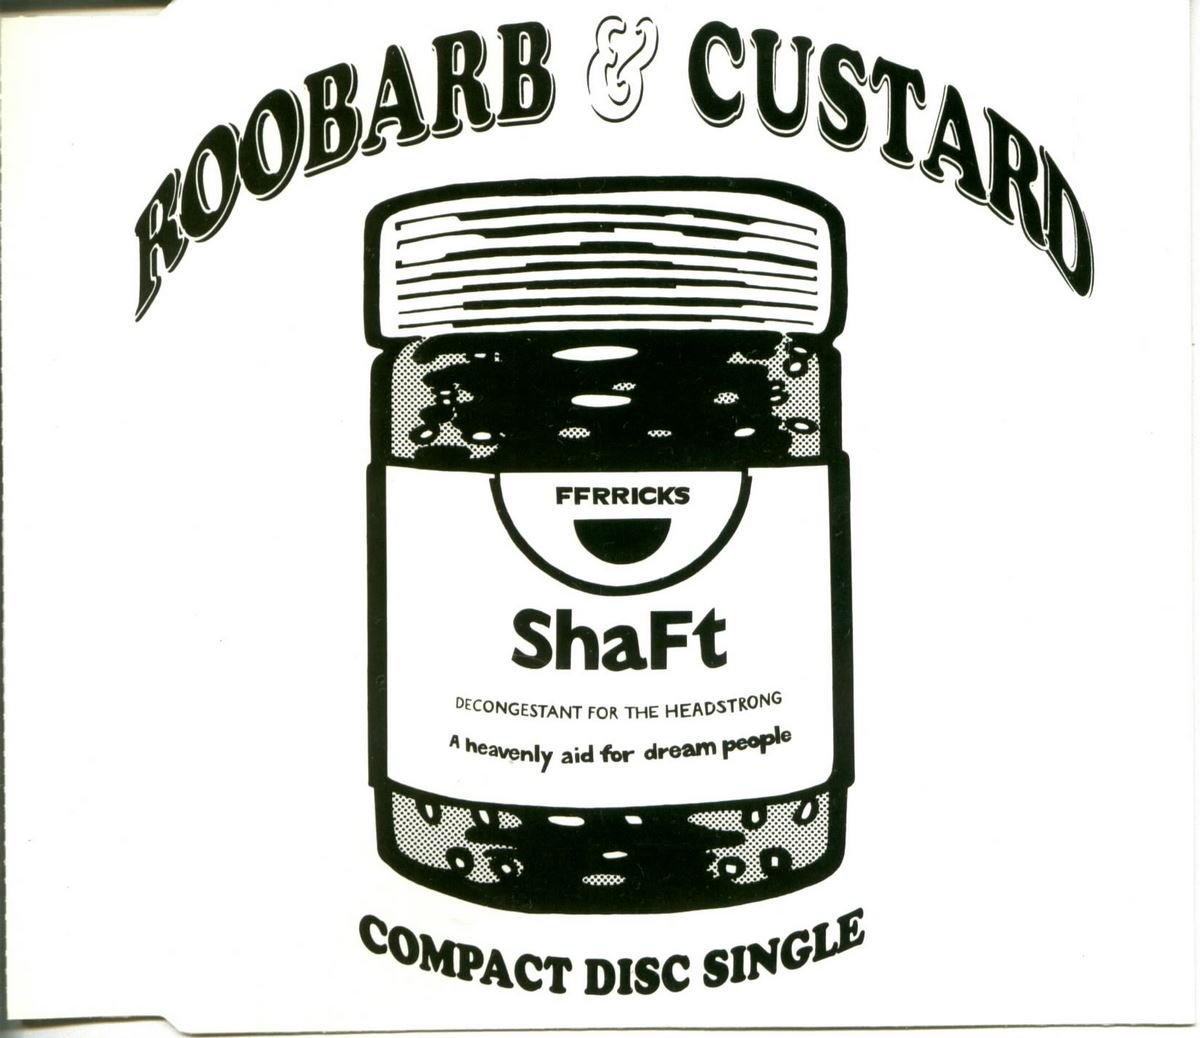 ROOBARB & CUSTARD
FFRRICKS
ShaFt
DECONGESTANT FOR THE HEADSTRONG
A heavenly aid for dream people
COMPACT DISC SINGLE